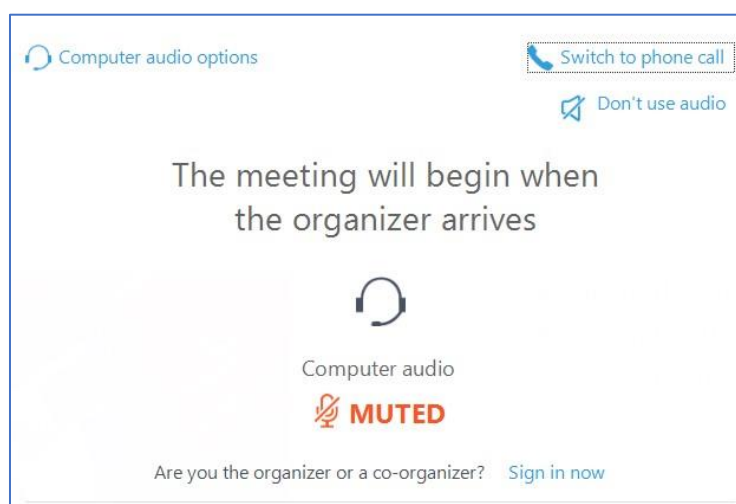 Computer audio options
Switch to phone call
Don't use audio
The meeting will begin when
the organizer arrives
Computer audio
MUTED
Are you the organizer or a co-organizer? Sign in now